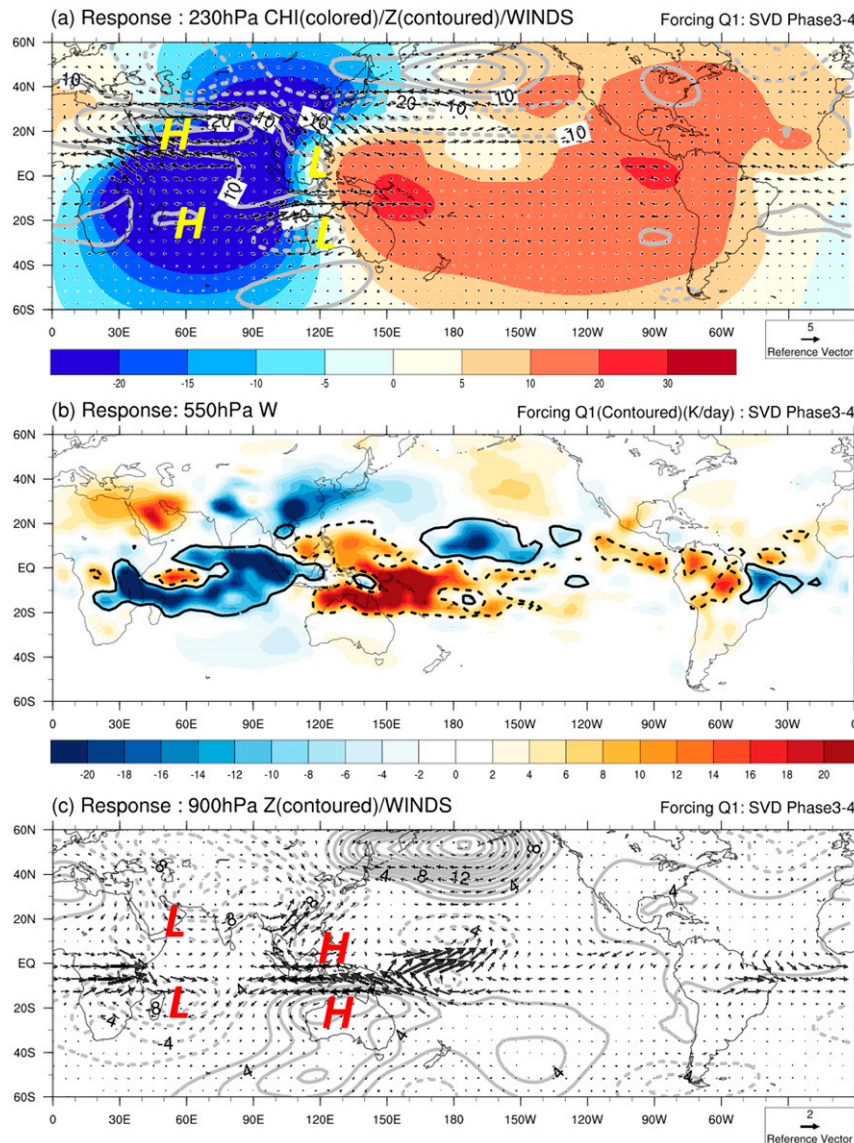 (a) Response : 230hPa CHI(colored)/Z(contoured)/WINDS Forcing Q1: SVD Phase3-4
60N
40N
20N
EQ
20S
40S
60S
10
20
-10
-20
-10
-10
-10
10
-10
H
L
H
L
0 30E 60E 90E 120E 150E 180 150W 120W 90W 60W
5
Reference Vector
-20 -15 -10 -5 0 5 10 20 30
(b) Response: 550hPa W Forcing Q1(Contoured)(K/day) : SVD Phase3-4
60N
40N
20N
EQ
20S
40S
60S
0 30E 60E 90E 120E 150E 180 150W 120W 90W 60W 30W 0
-20 -18 -16 -14 -12 -10 -8 -6 -4 -2 0 2 4 6 8 10 12 14 16 18 20
(c) Response : 900hPa Z(contoured)/WINDS Forcing Q1: SVD Phase3-4
60N
40N
20N
EQ
20S
40S
60S
-8
-4
-8
-12
-8
4
-8
4
L
H
-4
4
L
H
-8
-4
-4
4
4
4
-4
0 30E 60E 90E 120E 150E 180 150W 120W 90W 60W
2
Reference Vector